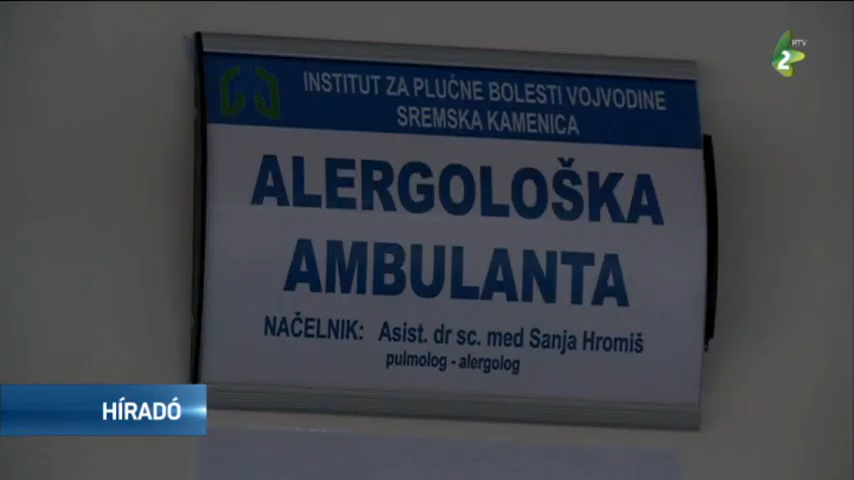 RTV
2
INSTITUT ZA PLUĆNE BOLESTI VOJVODINE
SREMSKA KAMENICA
ALERGOLOŠKA
AMBULANTA
NAČELNIK: Asist. dr sc. med Sanja Hromiš
pulmolog - alergolog
HÍRADÓ